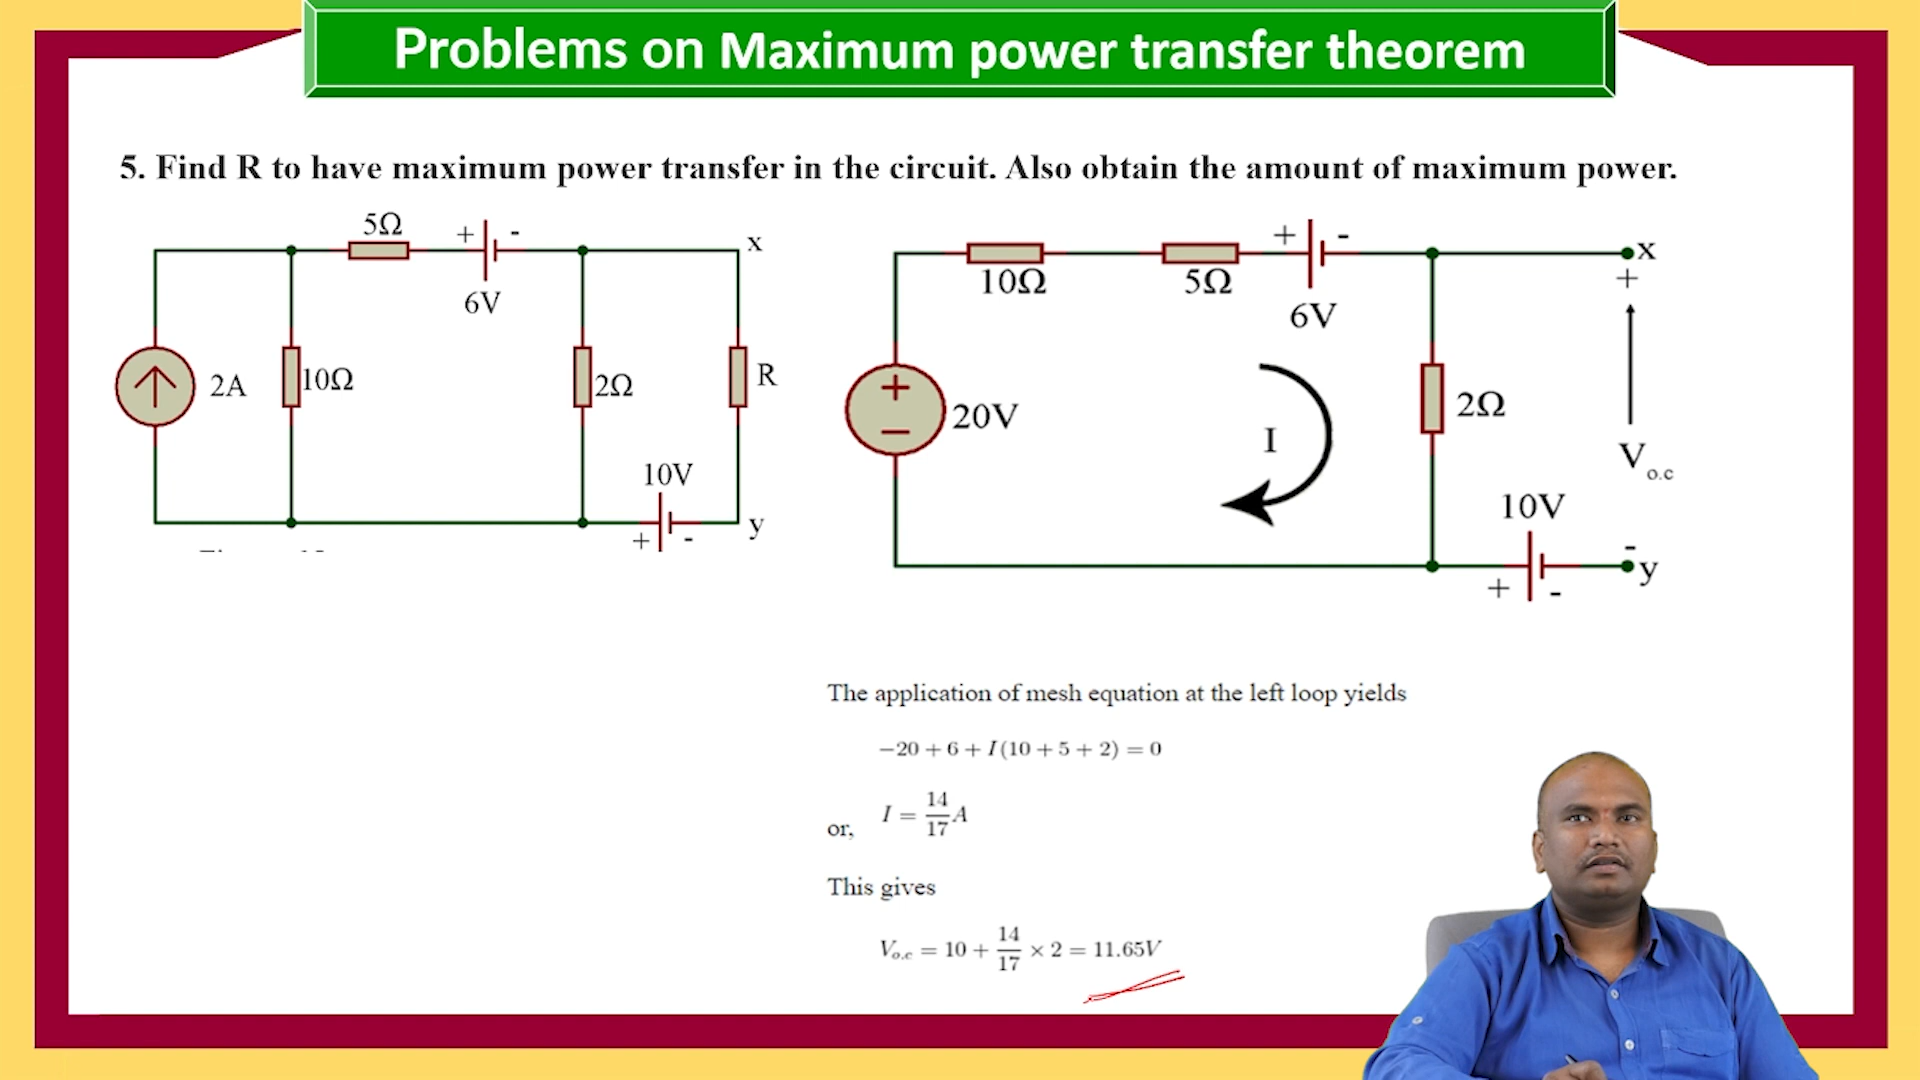 Problems on Maximum power transfer theorem
5. Find R to have maximum power transfer in the circuit. Also obtain the amount of maximum power.
5Ω
+ -
x
6V
2A
10Ω
2Ω
R
10V
+ -
y
10Ω
5Ω
+ -
6V
x
+
+
−
20V
I
2Ω
V o.c
10V
+ -
-
y
The application of mesh equation at the left loop yields
−20 + 6 + I(10 + 5 + 2) = 0
or, I = 14/17 A
This gives
Vo.c = 10 + 14/17 × 2 = 11.65V